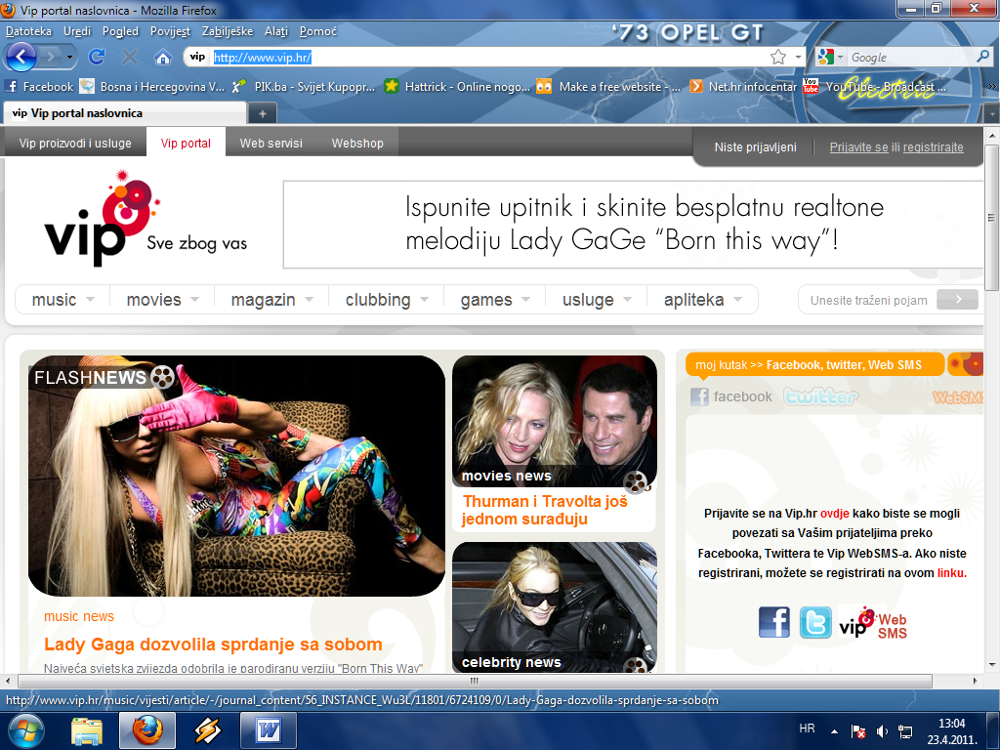 Vip portal naslovnica - Mozilla Firefox
Datoteka Uredi Pogled Povijest Zabilješke Alati Pomoć
'73 OPEL GT
vip http://www.vip.hr/
Google
Facebook Bosna i Hercegovina V... PIK.ba - Svijet Kupopr... Hattrick - Online nogo... Make a free website - ... Net.hr infocentar YouTube - Broadcast ... »
Electric
vip Vip portal naslovnica
Vip proizvodi i usluge Vip portal Web servisi Webshop
Niste prijavljeni Prijavite se ili registrirajte
vip Sve zbog vas
Ispunite upitnik i skinite besplatnu realtone
melodiju Lady GaGe “Born this way”!
music movies magazin clubbing games usluge apliteka
Unesite traženi pojam
FLASHNEWS
movies news
Thurman i Travolta još
jednom surađuju
celebrity news
music news
Lady Gaga dozvolila sprdanje sa sobom
Najveća svjetska zvijezda odobrila je parodiranu verziju "Born This Way"
moj kutak >> Facebook, twitter, Web SMS
facebook twitter WebSMS
Prijavite se na Vip.hr ovdje kako biste se mogli
povezati sa Vašim prijateljima preko
Facebooka, Twittera te Vip WebSMS-a. Ako niste
registrirani, možete se registrirati na ovom linku.
vip Web
SMS
http://www.vip.hr/music/vijesti/article/-/journal_content/56_INSTANCE_Wu3L/11801/6724109/0/Lady-Gaga-dozvolila-sprdanje-sa-sobom
HR
13:04
23.4.2011.